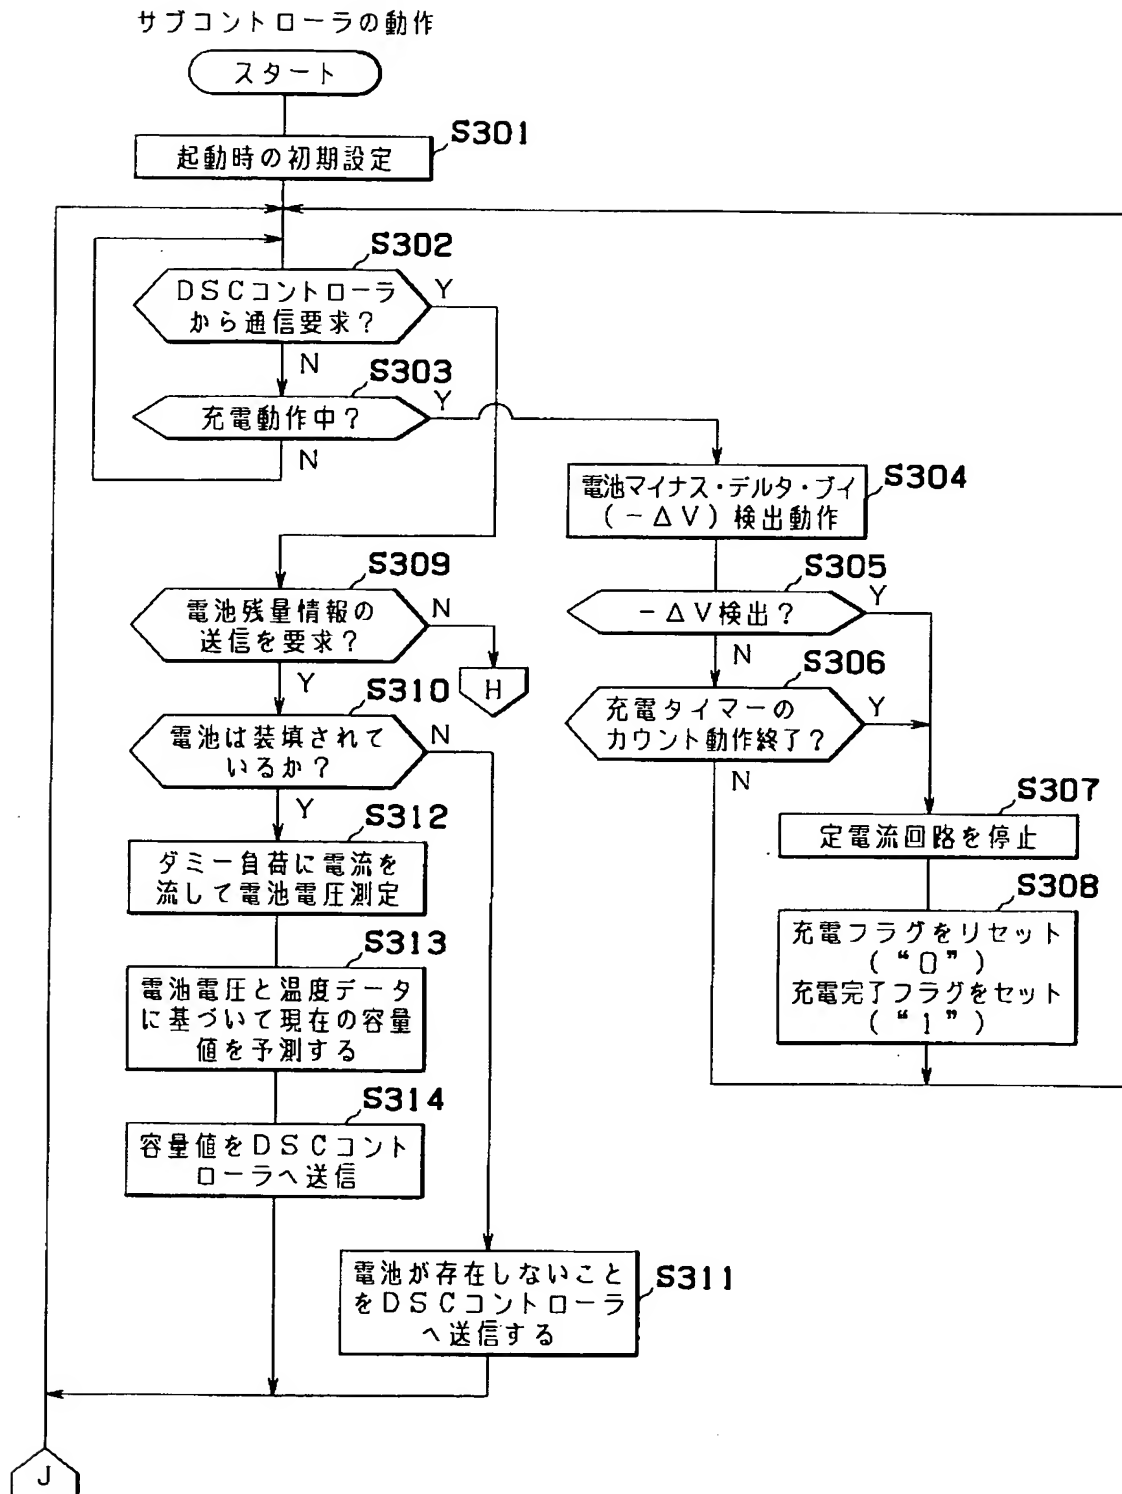 サブコントローラの動作
スタート
S301
起動時の初期設定
S302
DSCコントローラ
から通信要求？
Y
N
S303
充電動作中？
Y
N
S304
電池マイナス・デルタ・ブイ
(－ΔV) 検出動作
S305
－ΔV検出？
Y
N
S306
充電タイマーの
カウント動作終了？
Y
N
S307
定電流回路を停止
S308
充電フラグをリセット
(“0”)
充電完了フラグをセット
(“1”)
S309
電池残量情報の
送信を要求？
N
H
Y
S310
電池は装填されて
いるか？
N
Y
S312
ダミー負荷に電流を
流して電池電圧測定
S313
電池電圧と温度データ
に基づいて現在の容量
値を予測する
S314
容量値をDSCコント
ローラへ送信
S311
電池が存在しないこと
をDSCコントローラ
へ送信する
J